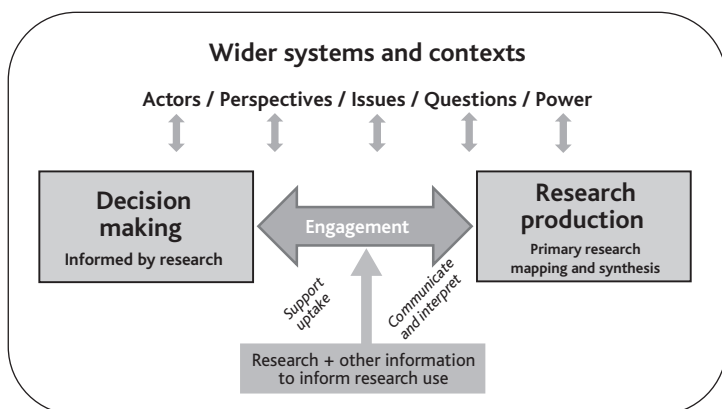 Wider systems and contexts
Actors / Perspectives / Issues / Questions / Power
Decision
making
Informed by research
Engagement
Research
production
Primary research
mapping and synthesis
Support
uptake
Communicate
and interpret
Research + other information
to inform research use